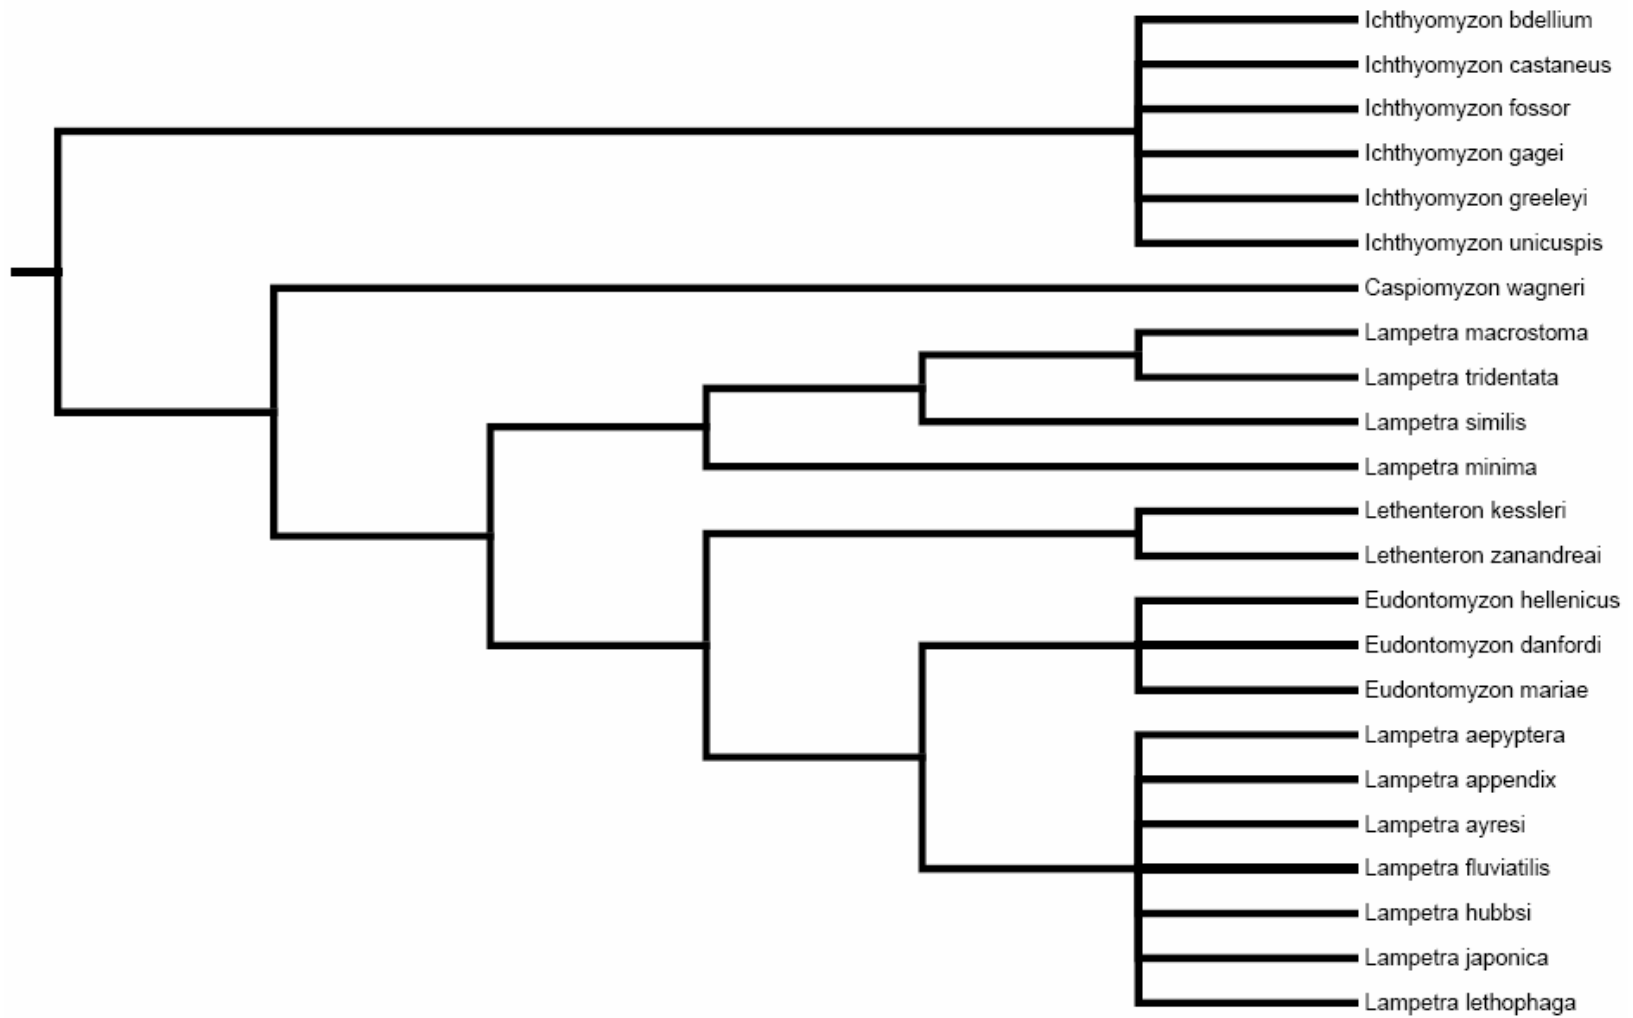 Ichthyomyzon bdellium
Ichthyomyzon castaneus
Ichthyomyzon fossor
Ichthyomyzon gagei
Ichthyomyzon greeleyi
Ichthyomyzon unicuspis
Caspiomyzon wagneri
Lampetra macrostoma
Lampetra tridentata
Lampetra similis
Lampetra minima
Lethenteron kessleri
Lethenteron zanandreai
Eudontomyzon hellenicus
Eudontomyzon danfordi
Eudontomyzon mariae
Lampetra aepyptera
Lampetra appendix
Lampetra ayresi
Lampetra fluviatilis
Lampetra hubbsi
Lampetra japonica
Lampetra lethophaga